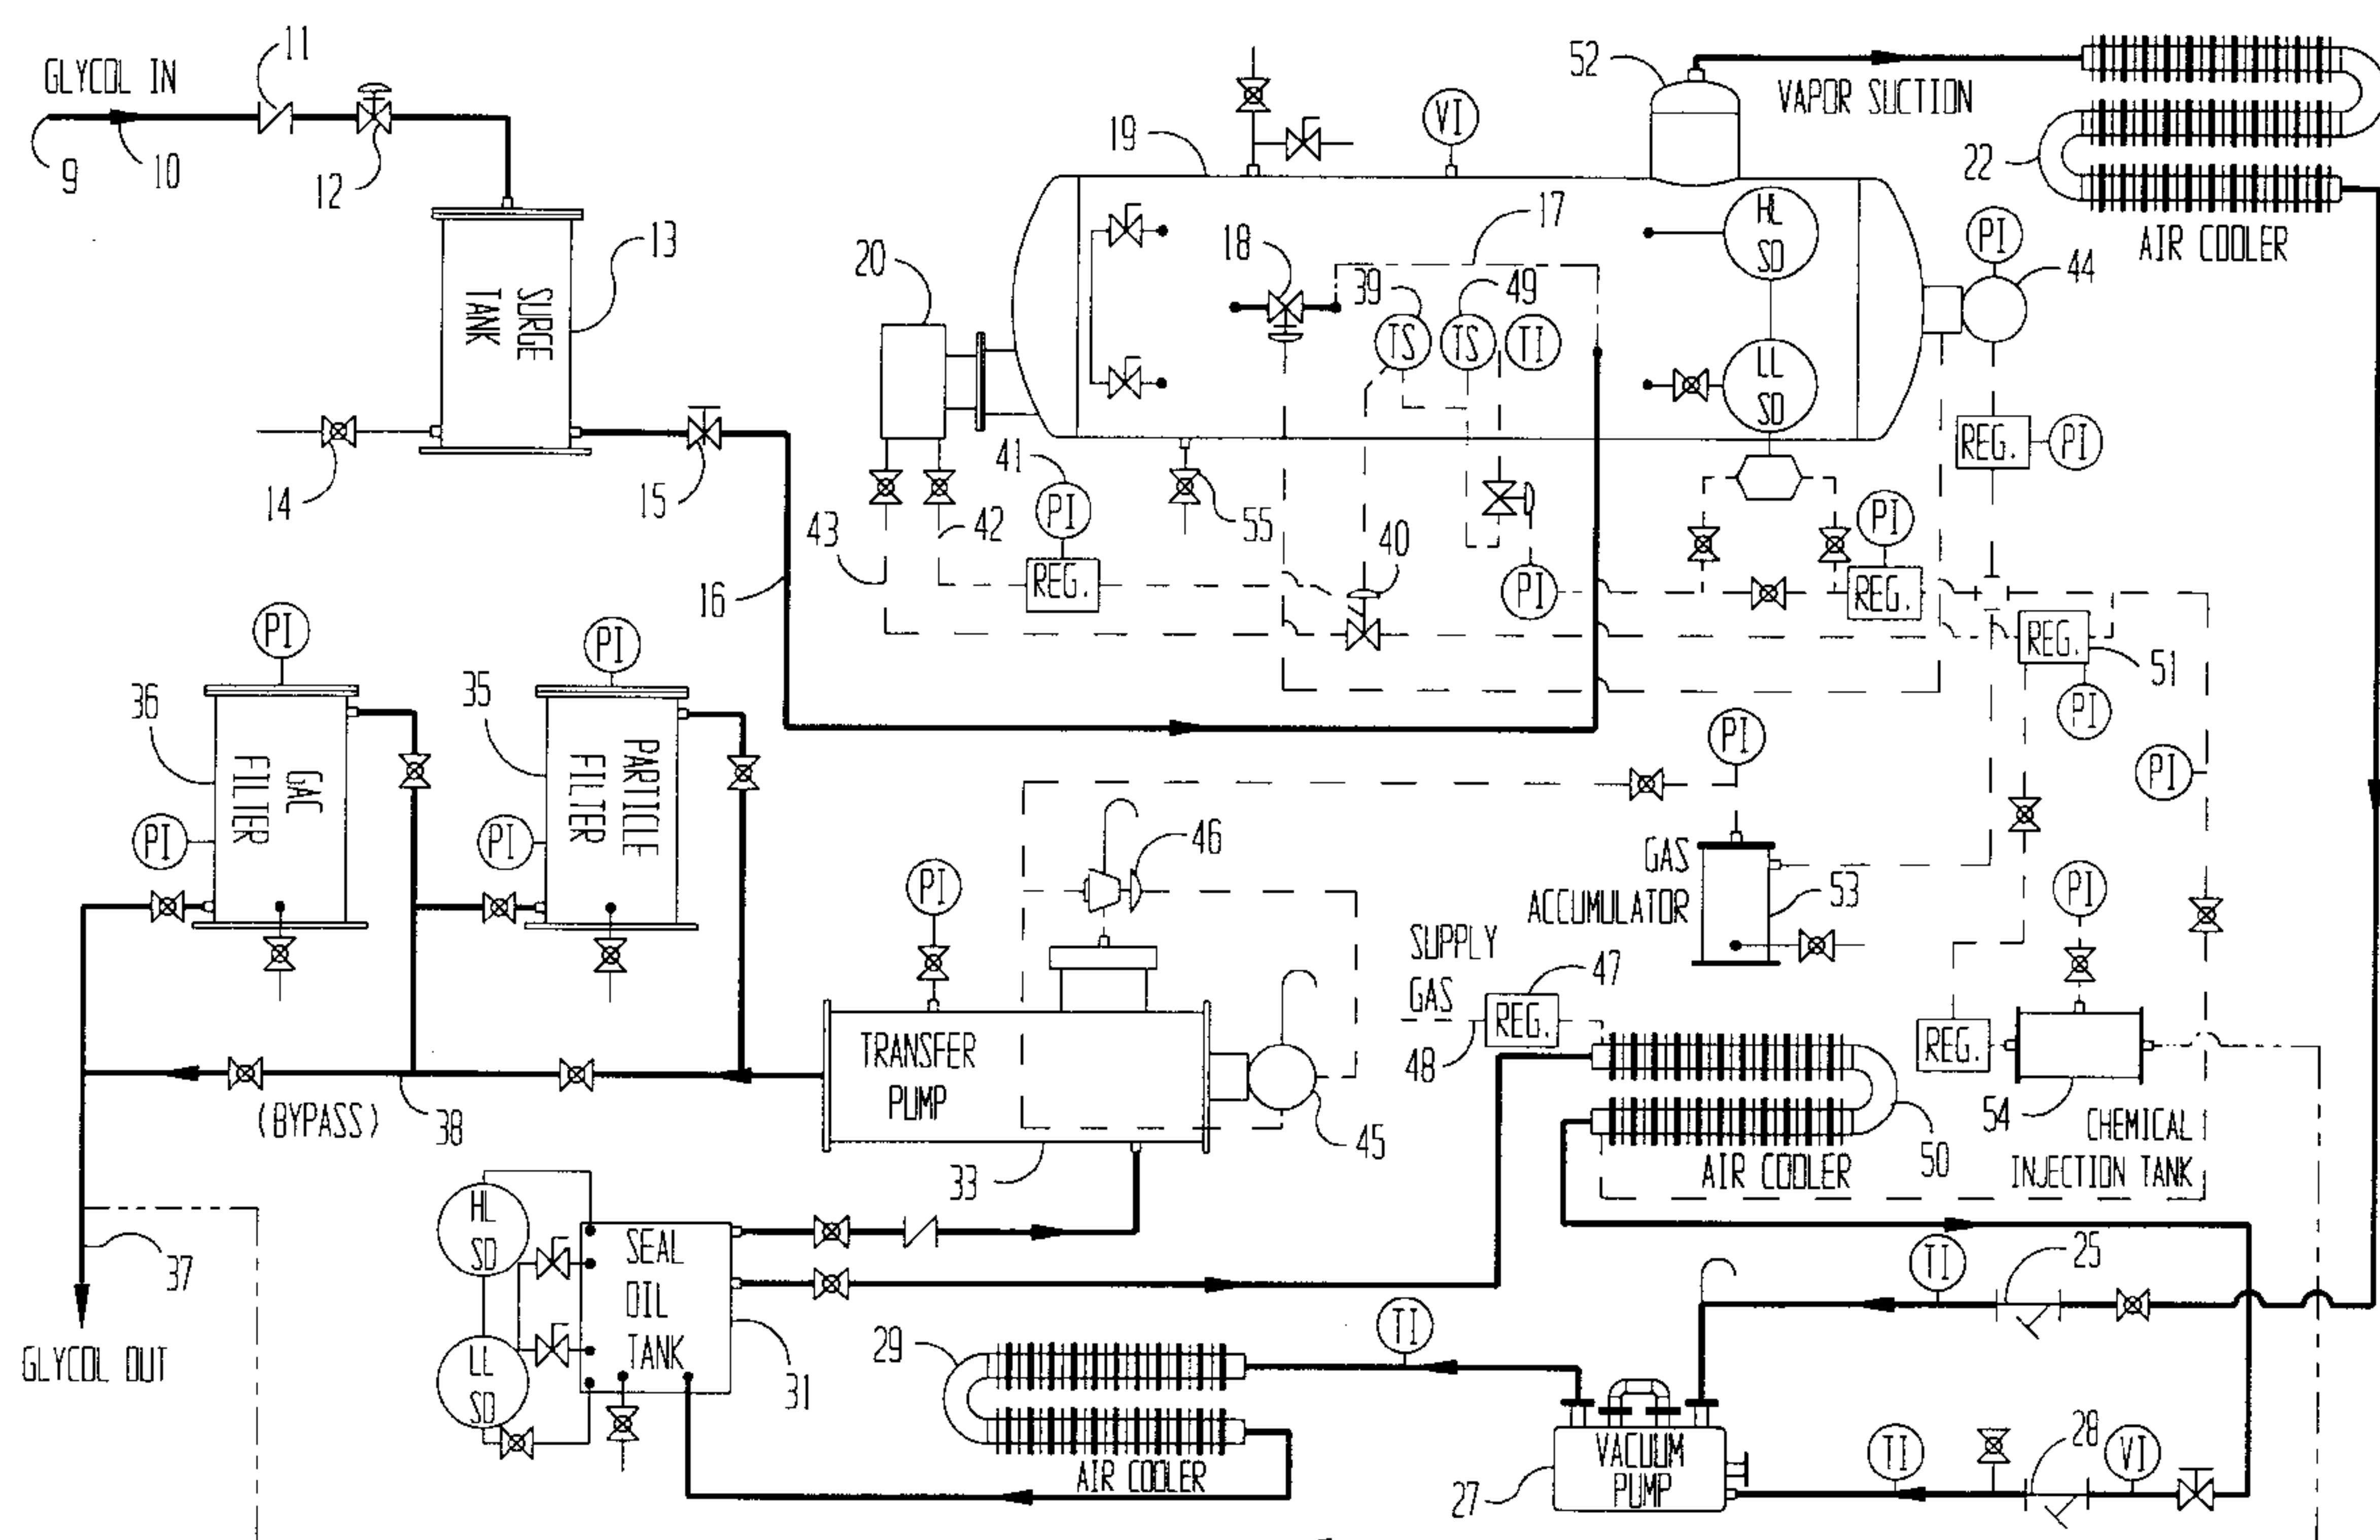 GLYCOL IN
11
9
10
12
SURGE
TANK
13
14
15
16
19
VI
52
VAPOR SUCTION
22
AIR COOLER
17
18
20
39
49
TS
TS
TI
HL
SD
LL
SD
PI
44
REG.
PI
41
PI
42
43
REG.
55
40
PI
PI
REG.
REG.
51
PI
PI
36
PI
GAC
FILTER
PI
35
PI
PARTICLE
FILTER
PI
(BYPASS)
38
37
GLYCOL OUT
PI
46
TRANSFER
PUMP
33
45
PI
GAS
ACCUMULATOR
53
SUPPLY
GAS
47
REG.
48
AIR COOLER
50
PI
REG.
54
CHEMICAL
INJECTION TANK
HL
SD
LL
SD
SEAL
OIL
TANK
31
29
AIR COOLER
TI
TI
25
VACUUM
PUMP
27
TI
28
VI